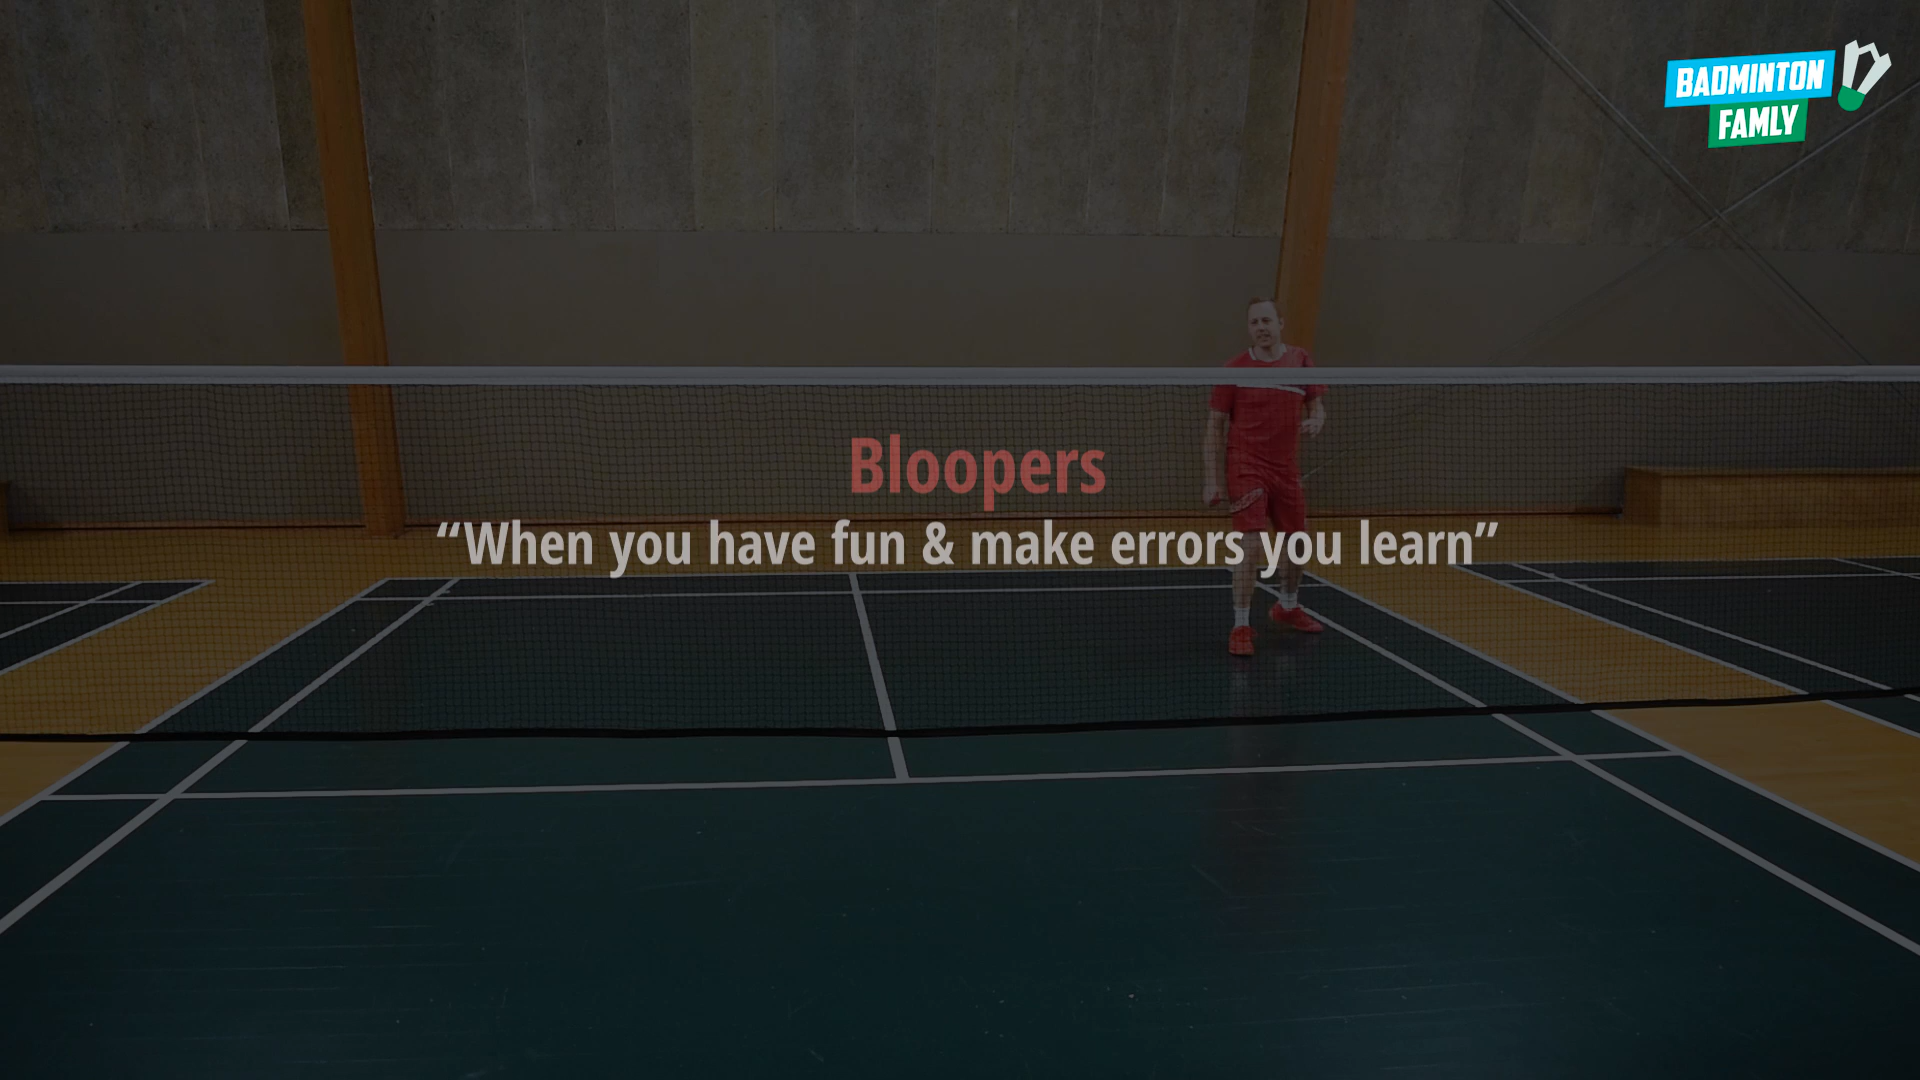 BADMINTON
FAMLY
Bloopers
“When you have fun & make errors you learn”